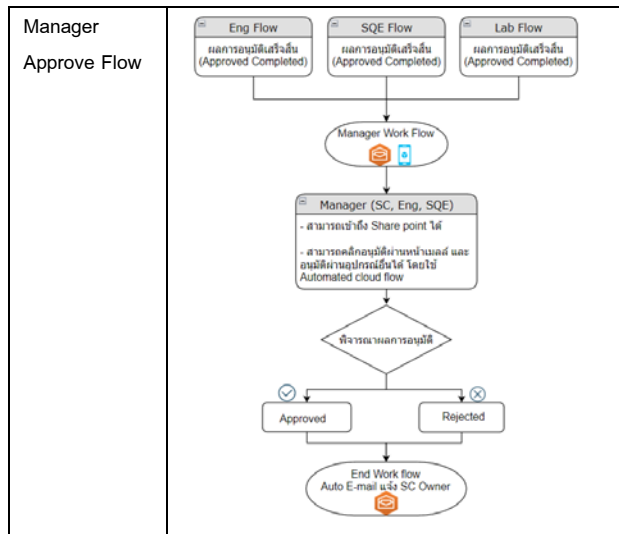 Manager
Approve Flow
Eng Flow
ผลการอนุมัติเสร็จสิ้น
(Approved Completed)
SQE Flow
ผลการอนุมัติเสร็จสิ้น
(Approved Completed)
Lab Flow
ผลการอนุมัติเสร็จสิ้น
(Approved Completed)
Manager Work Flow
Manager (SC, Eng, SQE)
- สามารถเข้าถึง Share point ได้
- สามารถคลิกอนุมัติผ่านหน้าเมลล์ และ
อนุมัติผ่านอุปกรณ์อื่นได้ โดยใช้
Automated cloud flow
พิจารณาผลการอนุมัติ
Approved
Rejected
End Work flow
Auto E-mail แจ้ง SC Owner